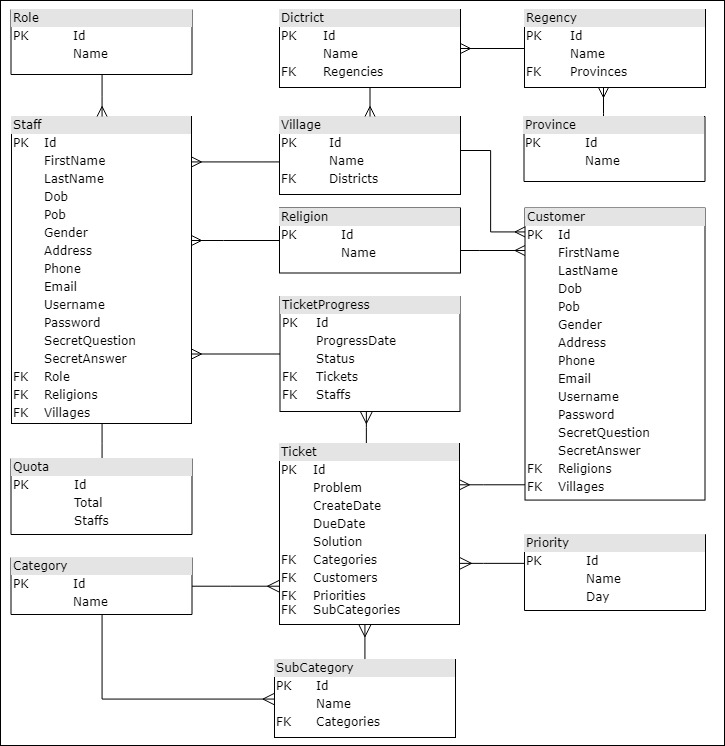 Role
PK Id
Name
Dictrict
PK Id
Name
FK Regencies
Regency
PK Id
Name
FK Provinces
Staff
PK Id
FirstName
LastName
Dob
Pob
Gender
Address
Phone
Email
Username
Password
SecretQuestion
SecretAnswer
FK Role
FK Religions
FK Villages
Village
PK Id
Name
FK Districts
Province
PK Id
Name
Religion
PK Id
Name
Customer
PK Id
FirstName
LastName
Dob
Pob
Gender
Address
Phone
Email
Username
Password
SecretQuestion
SecretAnswer
FK Religions
FK Villages
TicketProgress
PK Id
ProgressDate
Status
FK Tickets
FK Staffs
Quota
PK Id
Total
Staffs
Ticket
PK Id
Problem
CreateDate
DueDate
Solution
FK Categories
FK Customers
FK Priorities
FK SubCategories
Priority
PK Id
Name
Day
Category
PK Id
Name
SubCategory
PK Id
Name
FK Categories